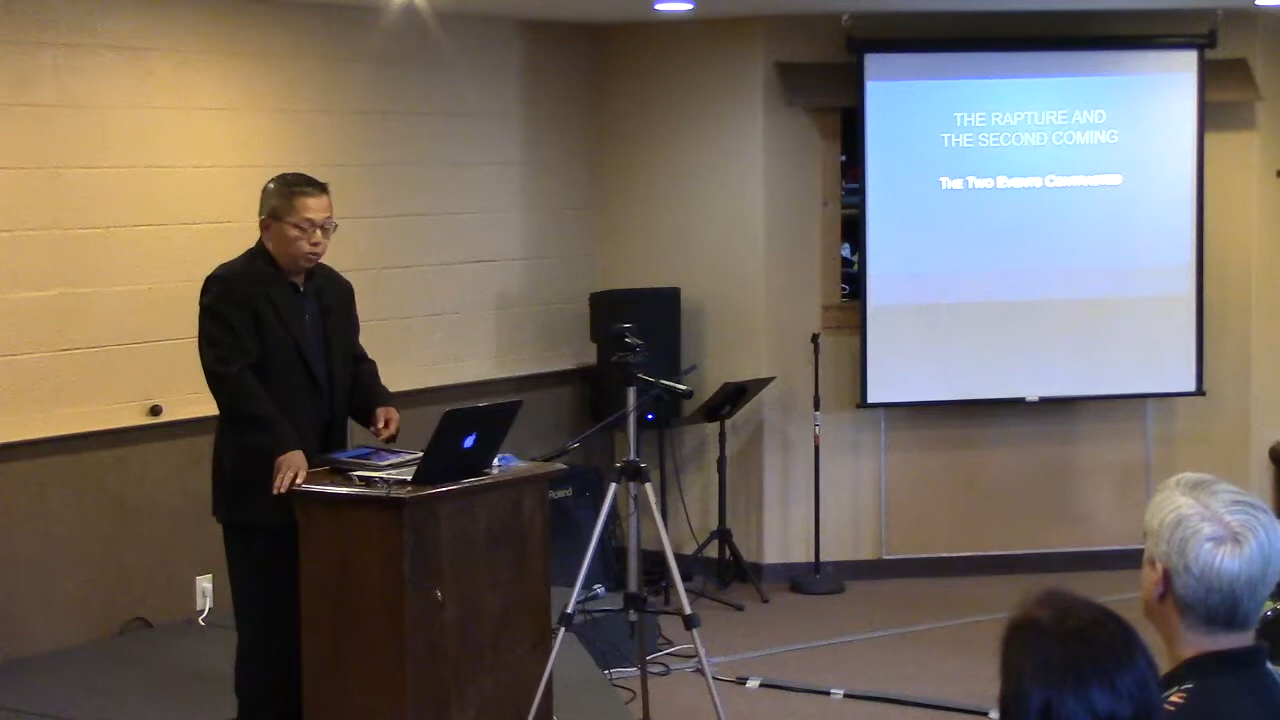 THE RAPTURE AND
THE SECOND COMING
THE TWO EVENTS CONTRASTED
Roland